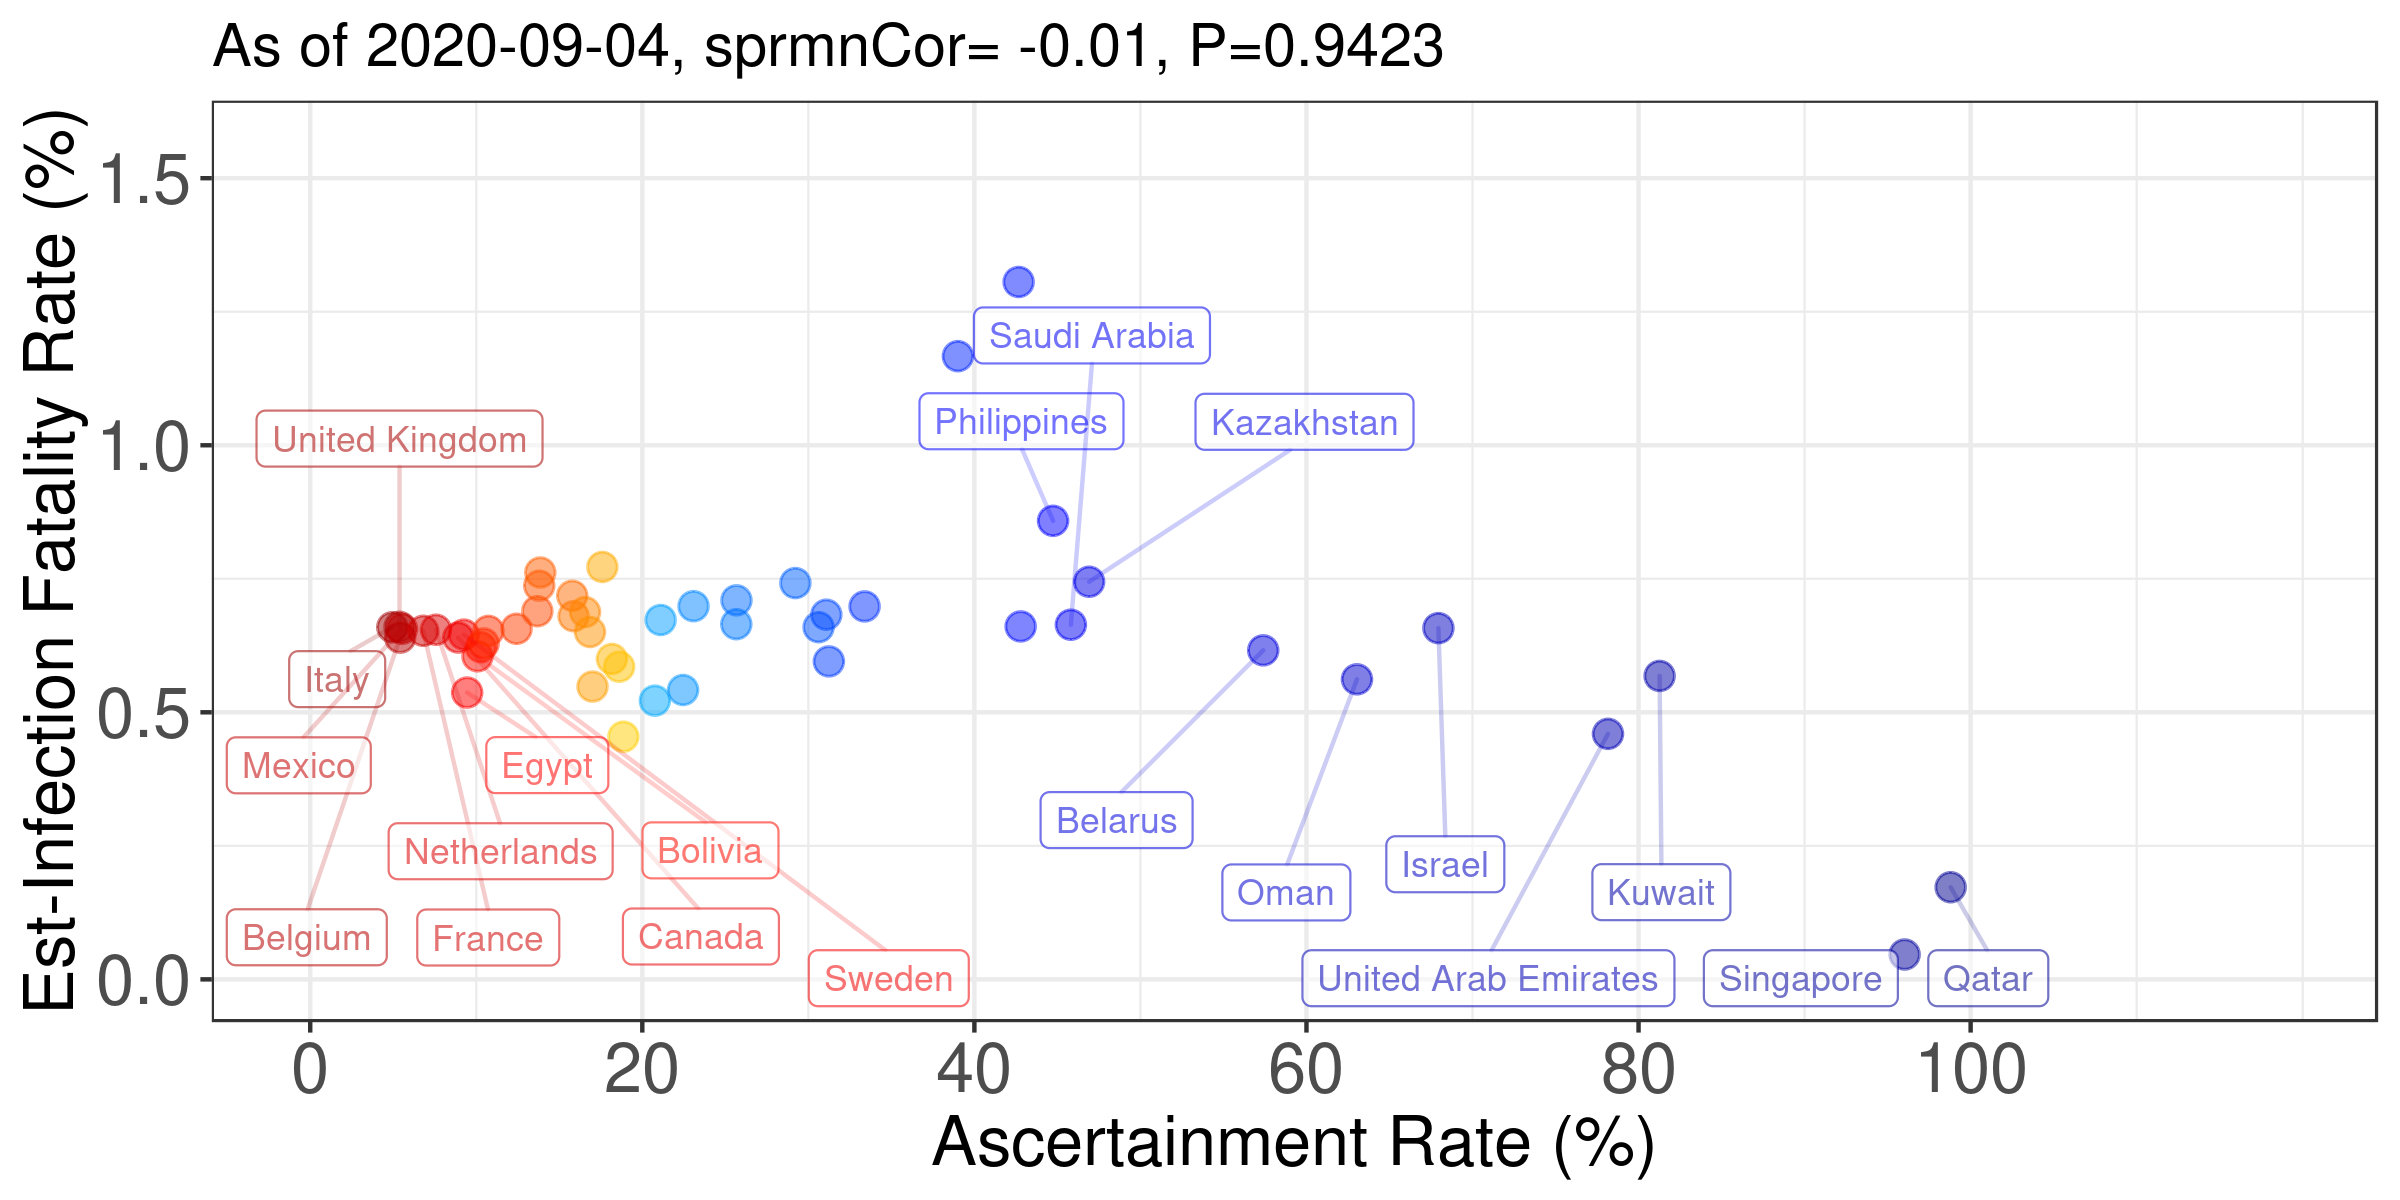 As of 2020-09-04, sprmnCor= -0.01, P=0.9423
Est-Infection Fatality Rate (%)
1.5
1.0
0.5
0.0
Saudi Arabia
Philippines
Kazakhstan
United Kingdom
Italy
Mexico
Egypt
Netherlands
Bolivia
Belarus
Israel
Oman
Kuwait
Belgium
France
Canada
Sweden
United Arab Emirates
Singapore
Qatar
0
20
40
60
80
100
Ascertainment Rate (%)